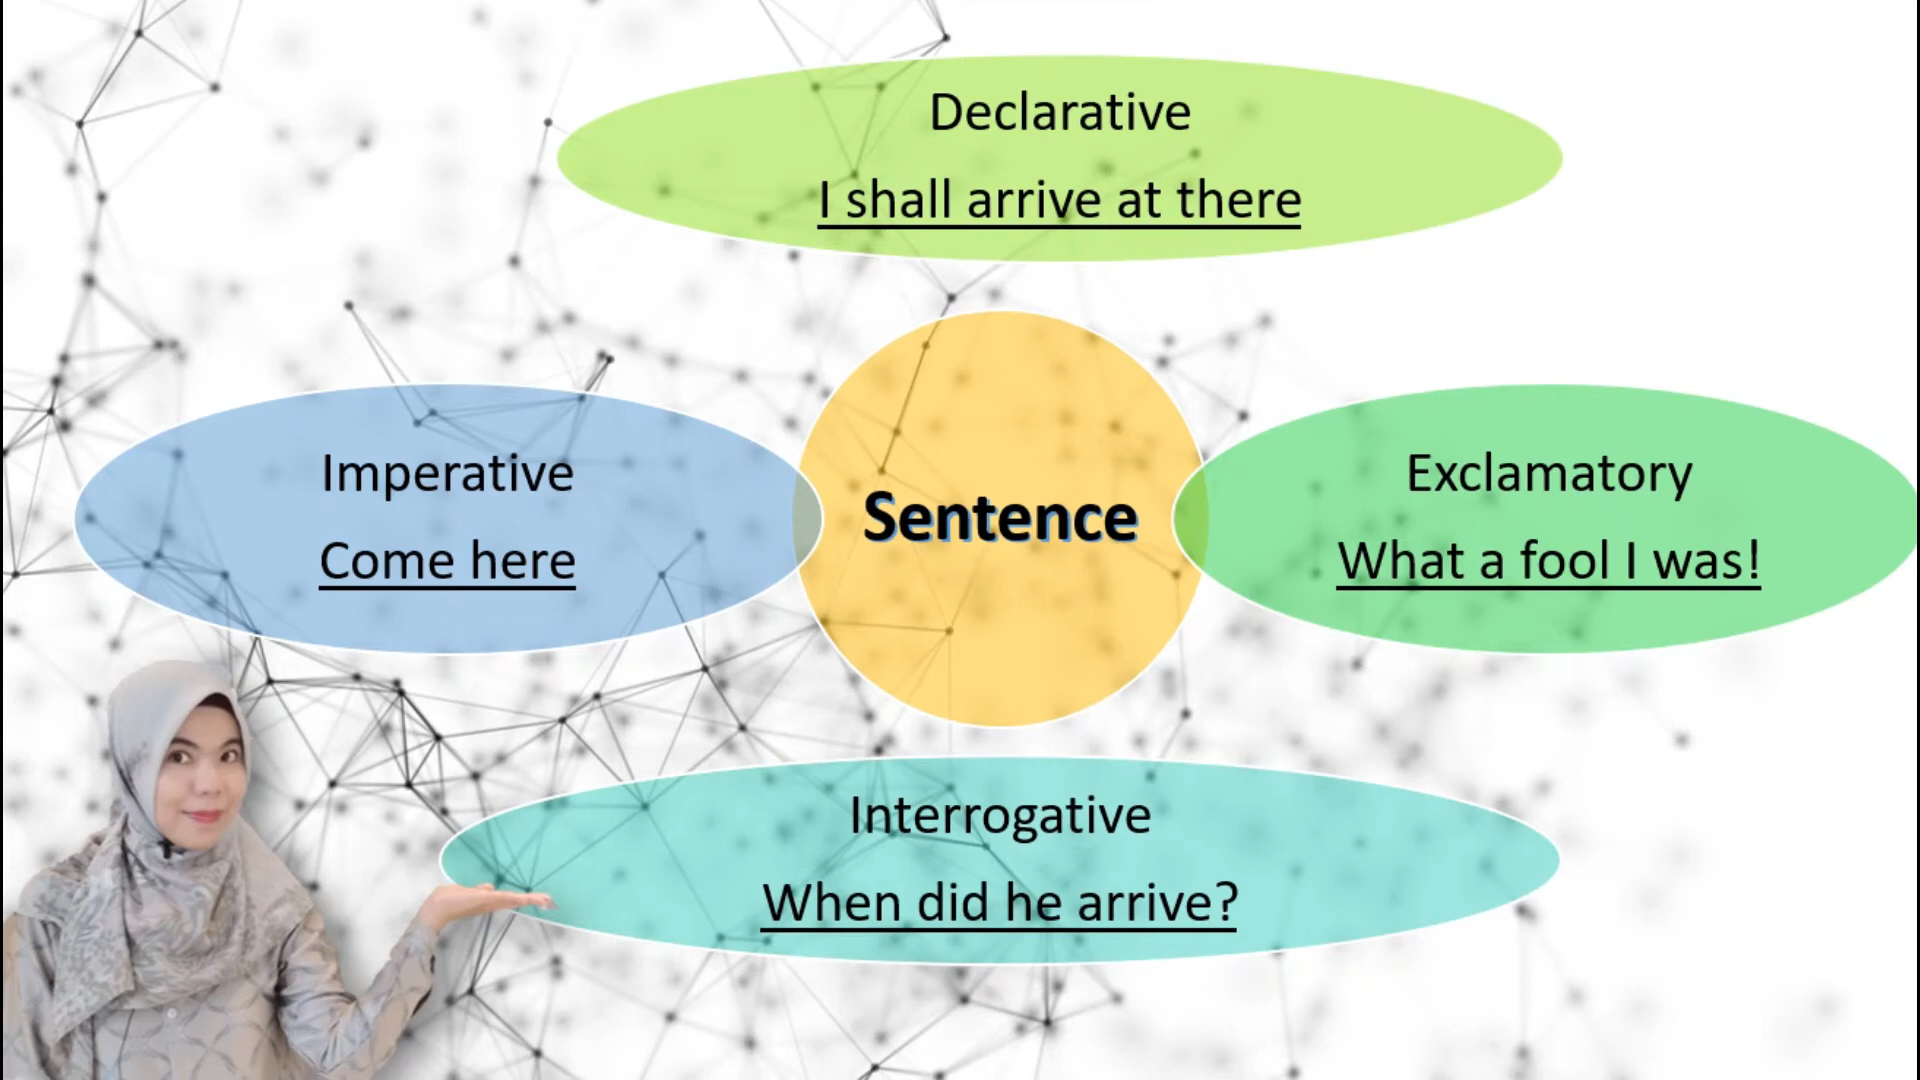 Declarative
I shall arrive at there
Imperative
Come here
Sentence
Exclamatory
What a fool I was!
Interrogative
When did he arrive?